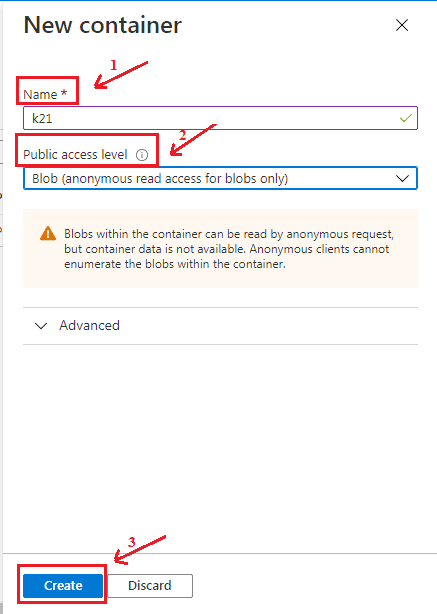 New container
1
Name *
k21
2
Public access level
Blob (anonymous read access for blobs only)
Blobs within the container can be read by anonymous request,
but container data is not available. Anonymous clients cannot
enumerate the blobs within the container.
Advanced
3
Create Discard